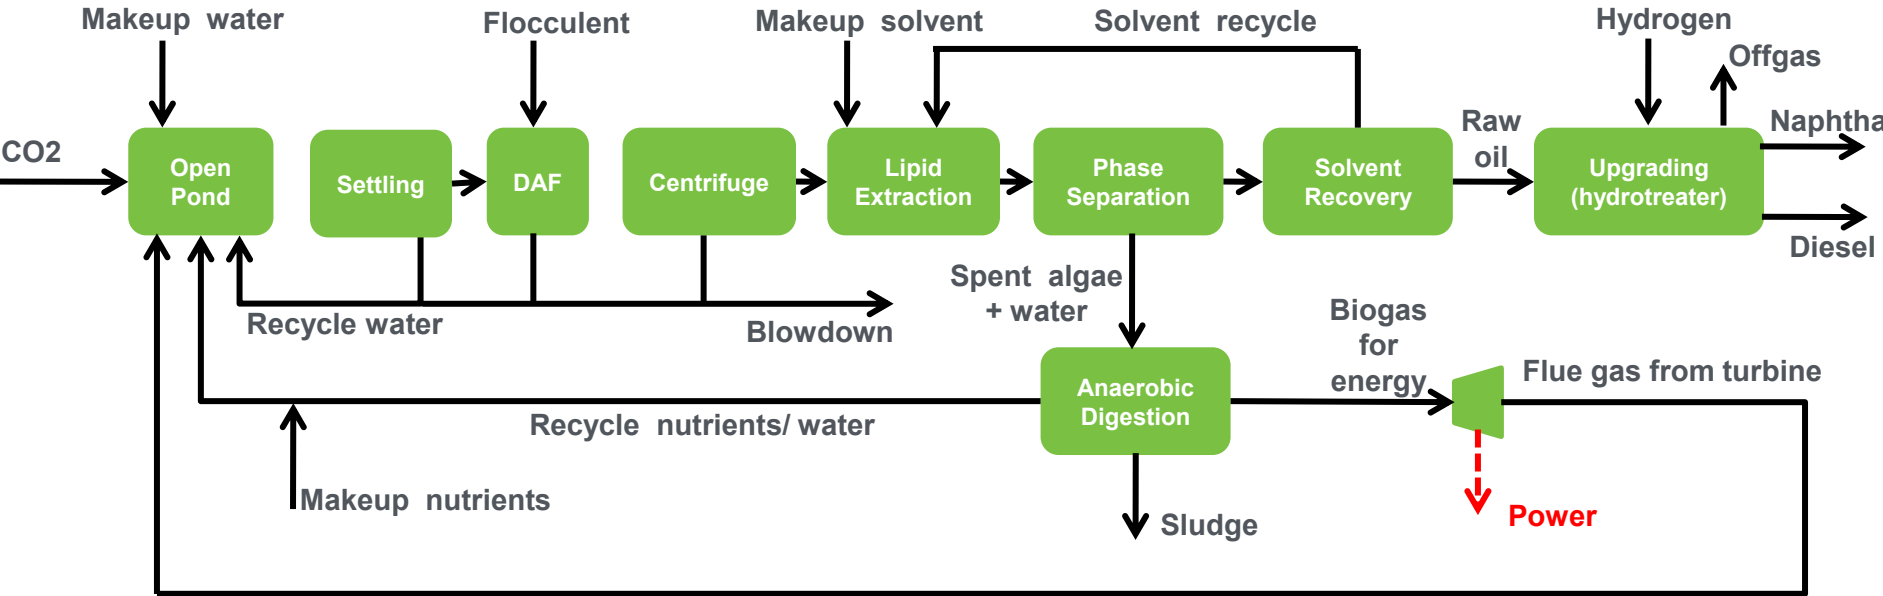 Makeup water
Flocculent
Makeup solvent
Solvent recycle
Hydrogen
Offgas
CO2
Open
Pond
Settling
DAF
Centrifuge
Lipid
Extraction
Phase
Separation
Solvent
Recovery
Raw
oil
Upgrading
(hydrotreater)
Naphtha
Diesel
Recycle water
Blowdown
Spent algae
+ water
Biogas
for
energy
Anaerobic
Digestion
Flue gas from turbine
Recycle nutrients/ water
Makeup nutrients
Sludge
Power